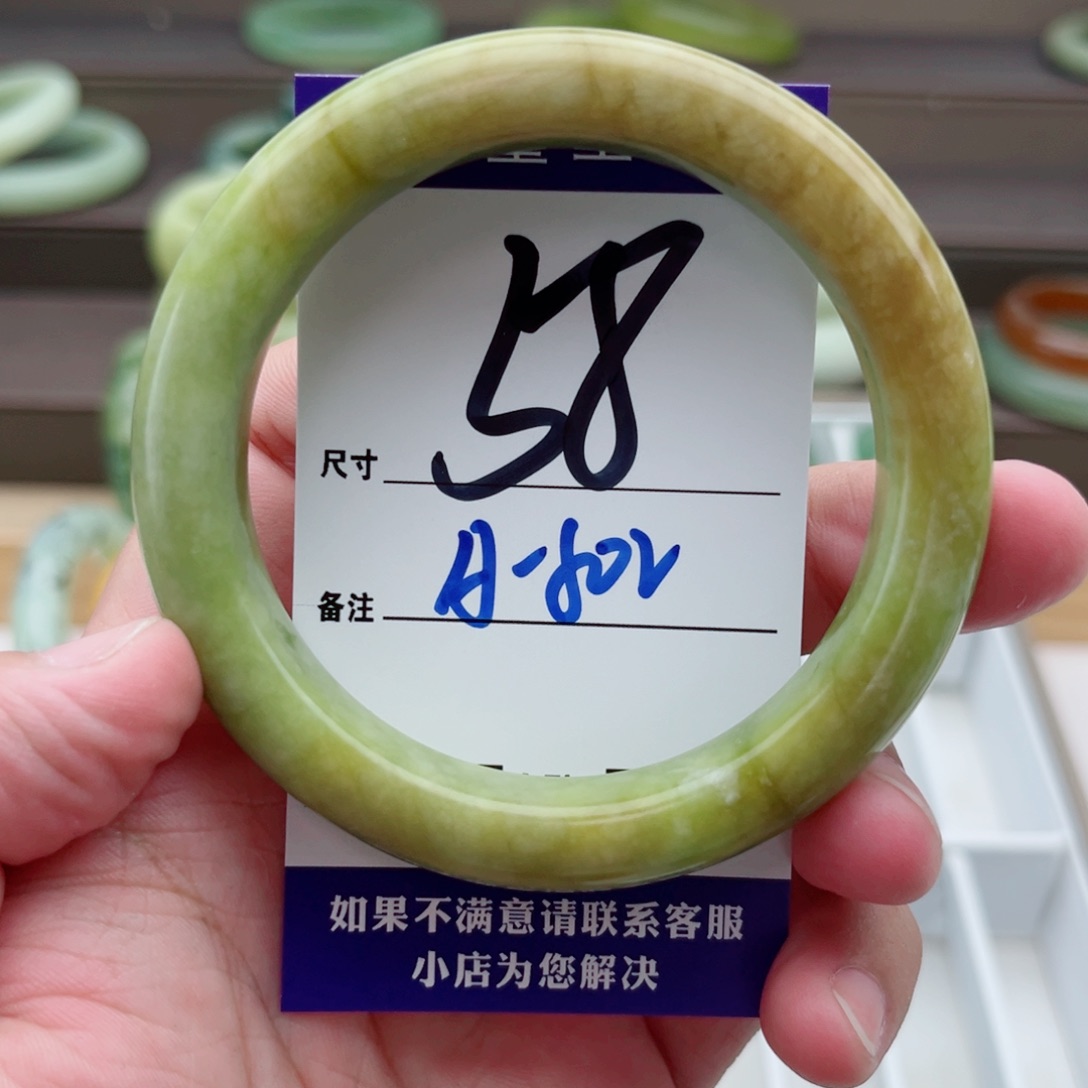 尺寸 58
备注 A-802
如果不满意请联系客服
小店为您解决